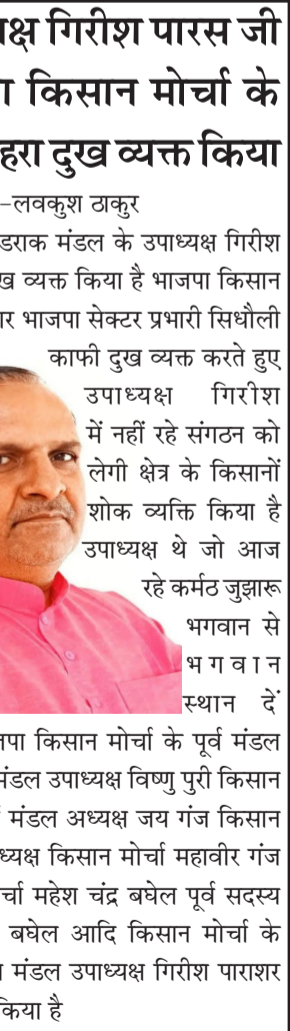 क्ष गिरीश पारस जी
किसान मोर्चा के
हरा दुख व्यक्त किया
-लवकुश ठाकुर
डराक मंडल के उपाध्यक्ष गिरीश
ख व्यक्त किया है भाजपा किसान
र भाजपा सेक्टर प्रभारी सिधौली
काफी दुख व्यक्त करते हुए
उपाध्यक्ष गिरीश
में नहीं रहे संगठन को
लेगी क्षेत्र के किसानों
शोक व्यक्ति किया है
उपाध्यक्ष थे जो आज
रहे कर्मठ जुझारू
भगवान से
भगवान
स्थान दें
जपा किसान मोर्चा के पूर्व मंडल
मंडल उपाध्यक्ष विष्णु पुरी किसान
मंडल अध्यक्ष जय गंज किसान
ध्यक्ष किसान मोर्चा महावीर गंज
र्चा महेश चंद्र बघेल पूर्व सदस्य
बघेल आदि किसान मोर्चा के
मंडल उपाध्यक्ष गिरीश पाराशर
किया है